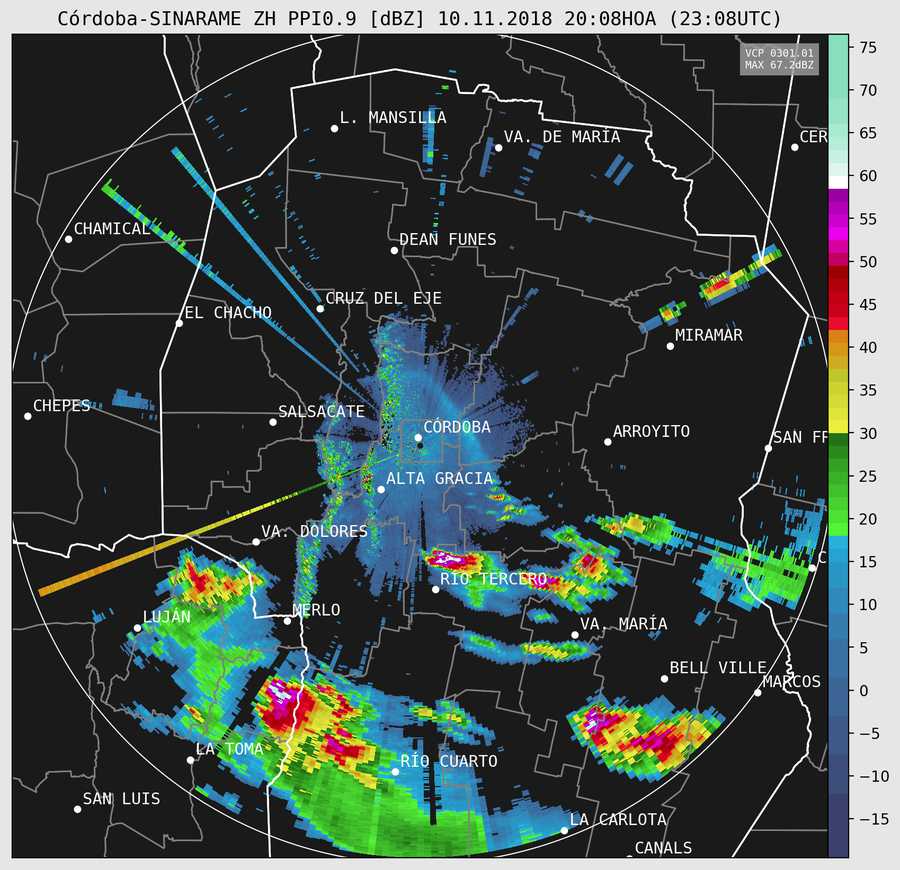 Córdoba-SINARAME ZH PPI0.9 [dBZ] 10.11.2018 20:08HOA (23:08UTC)
VCP 0301.01
MAX 67.2dBZ
75
70
65
60
55
50
45
40
35
30
25
20
15
10
5
0
−5
−10
−15
L. MANSILLA
VA. DE MARÍA
CER
CHAMICAL
DEAN FUNES
CRUZ DEL EJE
EL CHACHO
MIRAMAR
CHEPES
SALSACATE
CÓRDOBA
ARROYITO
SAN FR
ALTA GRACIA
VA. DOLORES
C
RÍO TERCERO
MERLO
LUJÁN
VA. MARÍA
BELL VILLE
MARCOS
LA TOMA
RÍO CUARTO
SAN LUIS
LA CARLOTA
CANALS